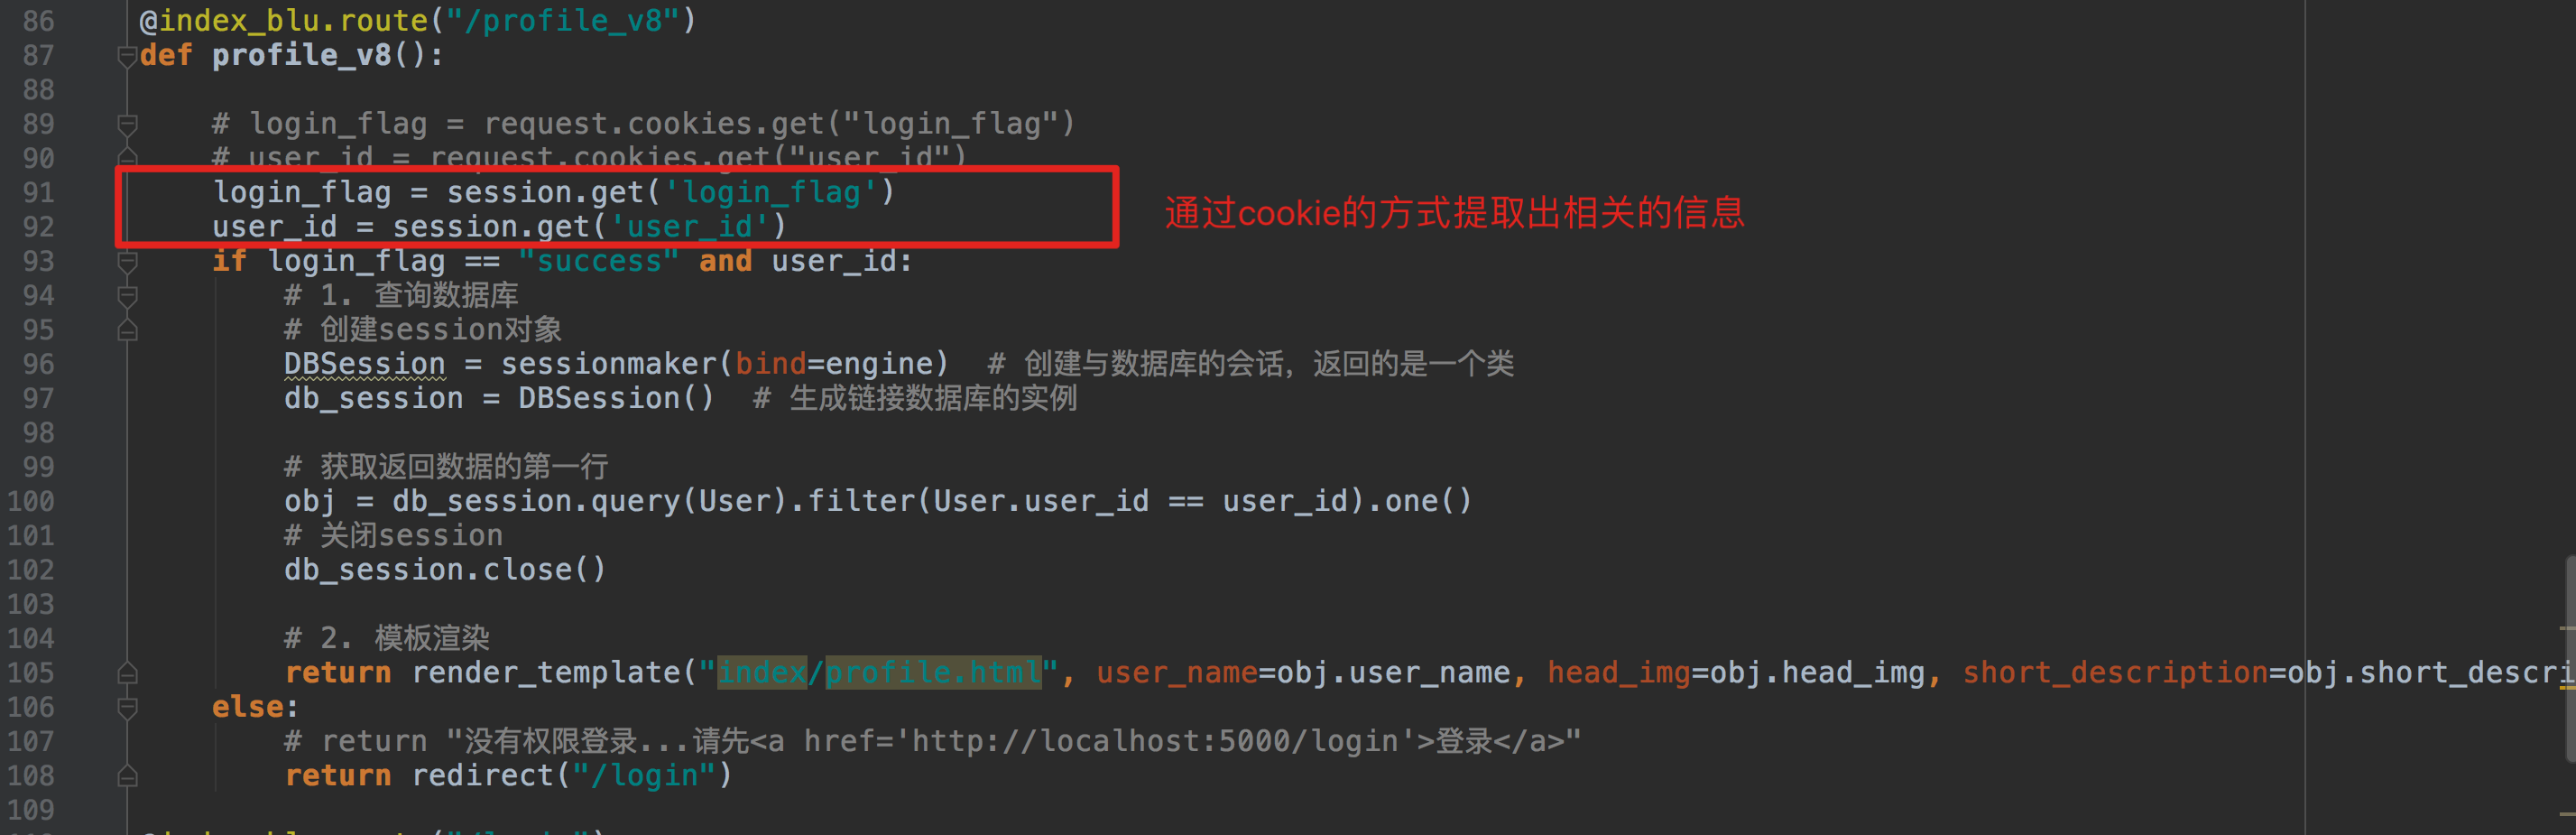 86 @index_blu.route("/profile_v8")
87 def profile_v8():
88
89 # login_flag = request.cookies.get("login_flag")
90 # user_id = request.cookies.get("user_id")
91 login_flag = session.get('login_flag')
92 user_id = session.get('user_id')
通过cookie的方式提取出相关的信息
93 if login_flag == "success" and user_id:
94 # 1. 查询数据库
95 # 创建session对象
96 DBSession = sessionmaker(bind=engine)  # 创建与数据库的会话，返回的是一个类
97 db_session = DBSession()  # 生成链接数据库的实例
98
99 # 获取返回数据的第一行
100 obj = db_session.query(User).filter(User.user_id == user_id).one()
101 # 关闭session
102 db_session.close()
103
104 # 2. 模板渲染
105 return render_template("index/profile.html", user_name=obj.user_name, head_img=obj.head_img, short_description=obj.short_descri
106 else:
107 # return "没有权限登录...请先<a href='http://localhost:5000/login'>登录</a>"
108 return redirect("/login")
109